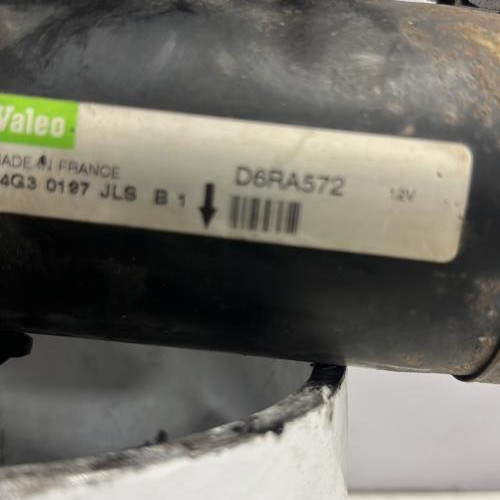 Valeo
MADE IN FRANCE
4G3 0197 JLS B 1
D6RA572
12V